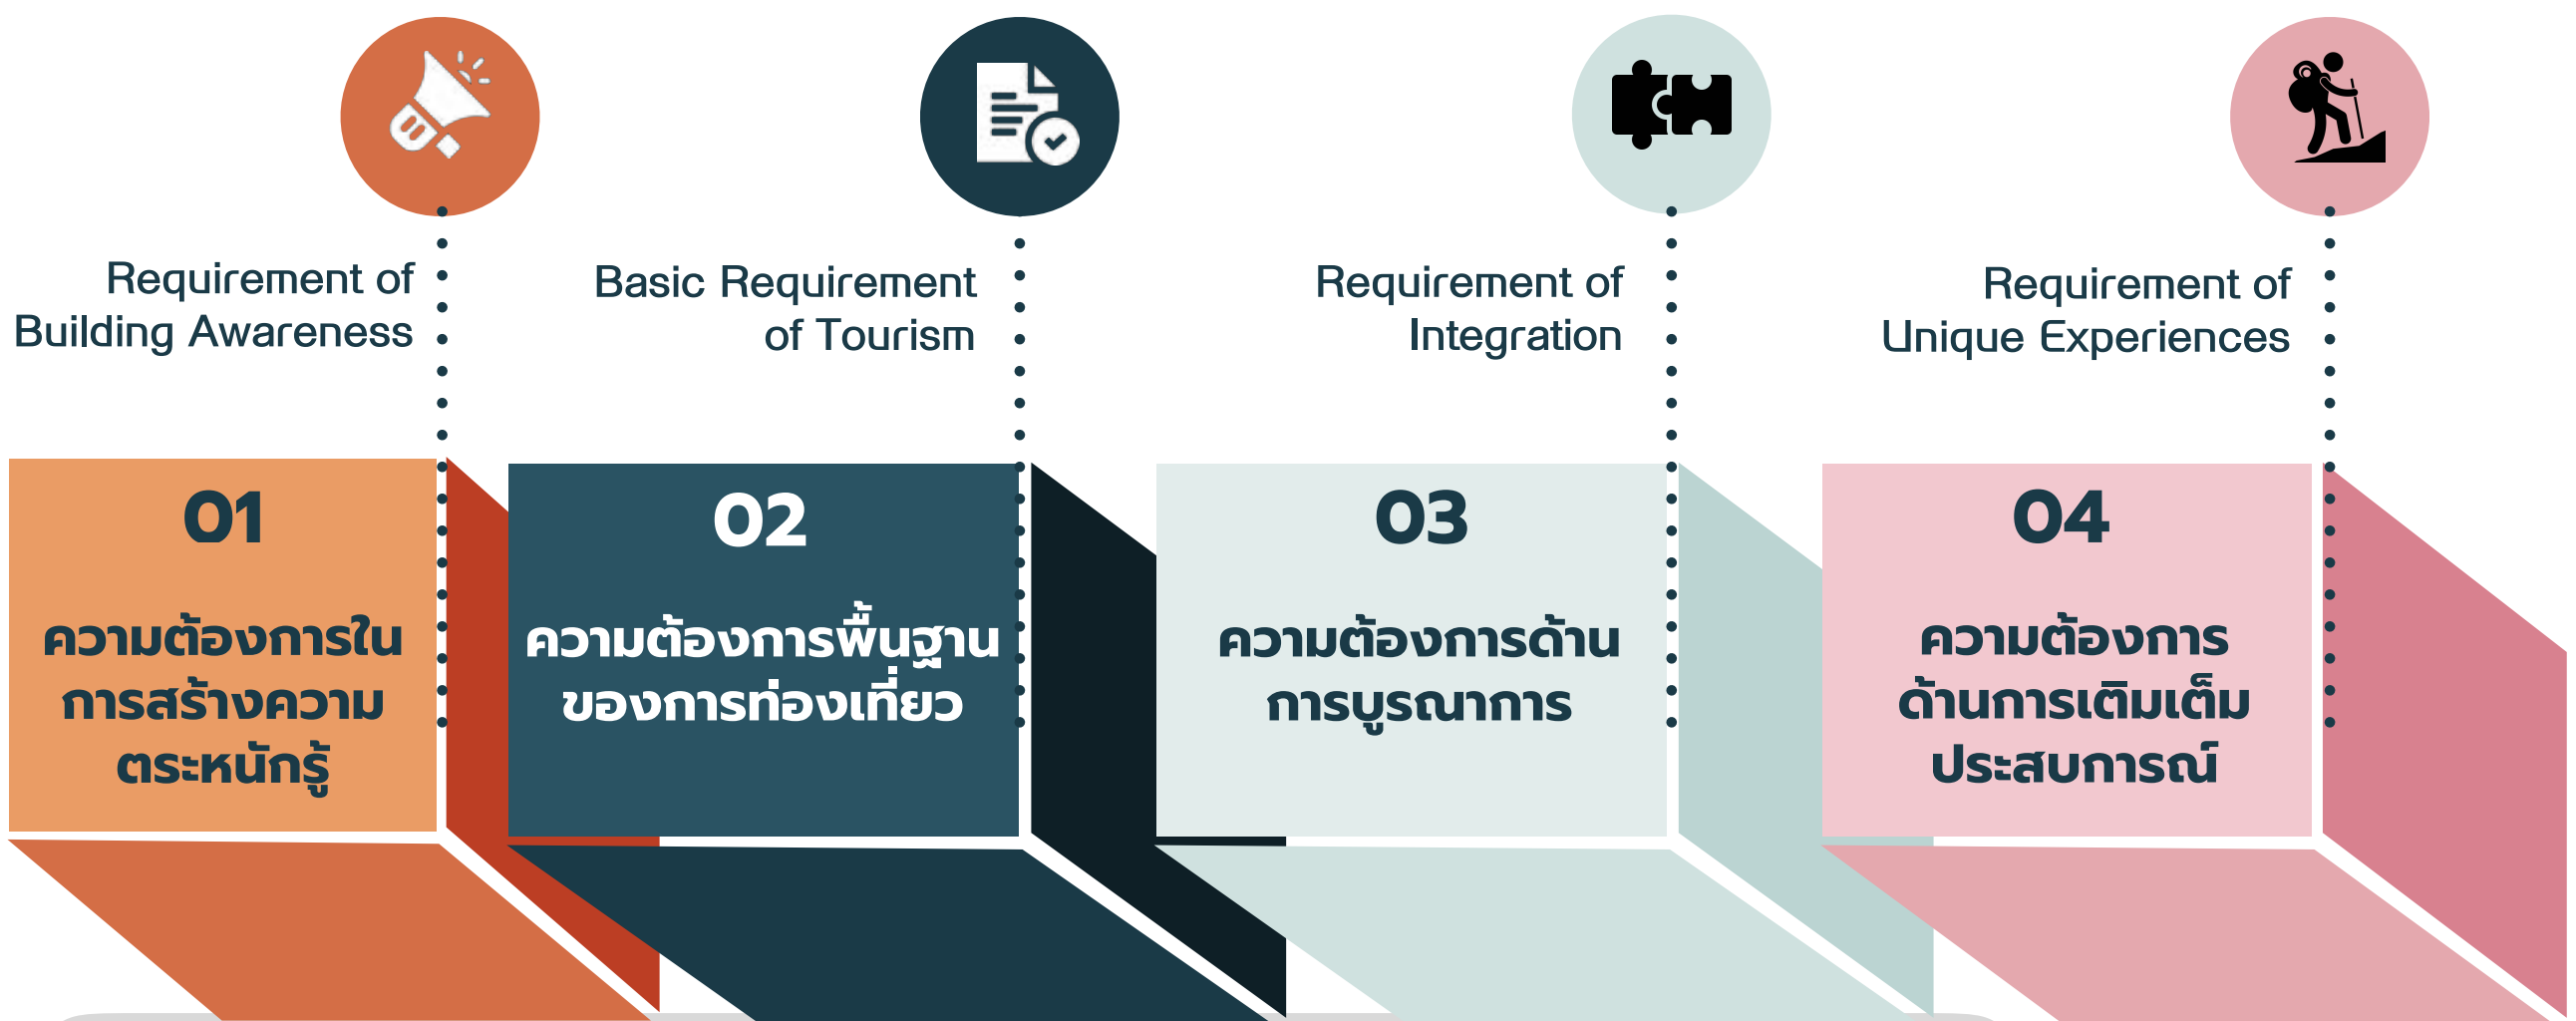 Requirement of
Building Awareness
Basic Requirement
of Tourism
Requirement of
Integration
Requirement of
Unique Experiences
01
ความต้องการใน
การสร้างความ
ตระหนักรู้
02
ความต้องการพื้นฐาน
ของการท่องเที่ยว
03
ความต้องการด้าน
การบูรณาการ
04
ความต้องการ
ด้านการเติมเต็ม
ประสบการณ์